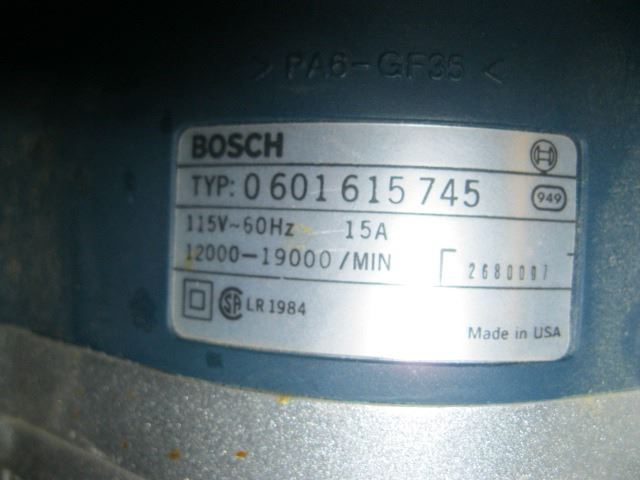 > PA6-GF35 <
BOSCH
TYP: 0 601 615 745
949
115V~60Hz 15A
12000-19000/MIN
2680097
SA LR 1984
Made in USA